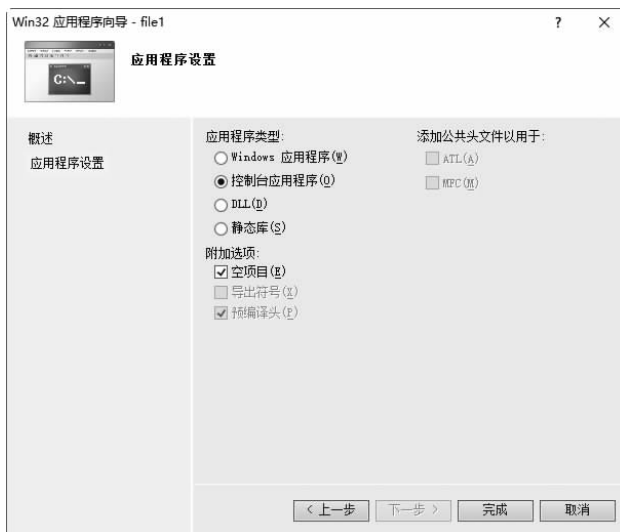 Win32 应用程序向导 - file1
? ×
C:\_
应用程序设置
概述
应用程序设置
应用程序类型:
Windows 应用程序(W)
控制台应用程序(O)
DLL(D)
静态库(S)
附加选项:
空项目(E)
导出符号(X)
预编译头(P)
添加公共头文件以用于:
ATL(A)
MFC(M)
< 上一步
下一步 >
完成
取消